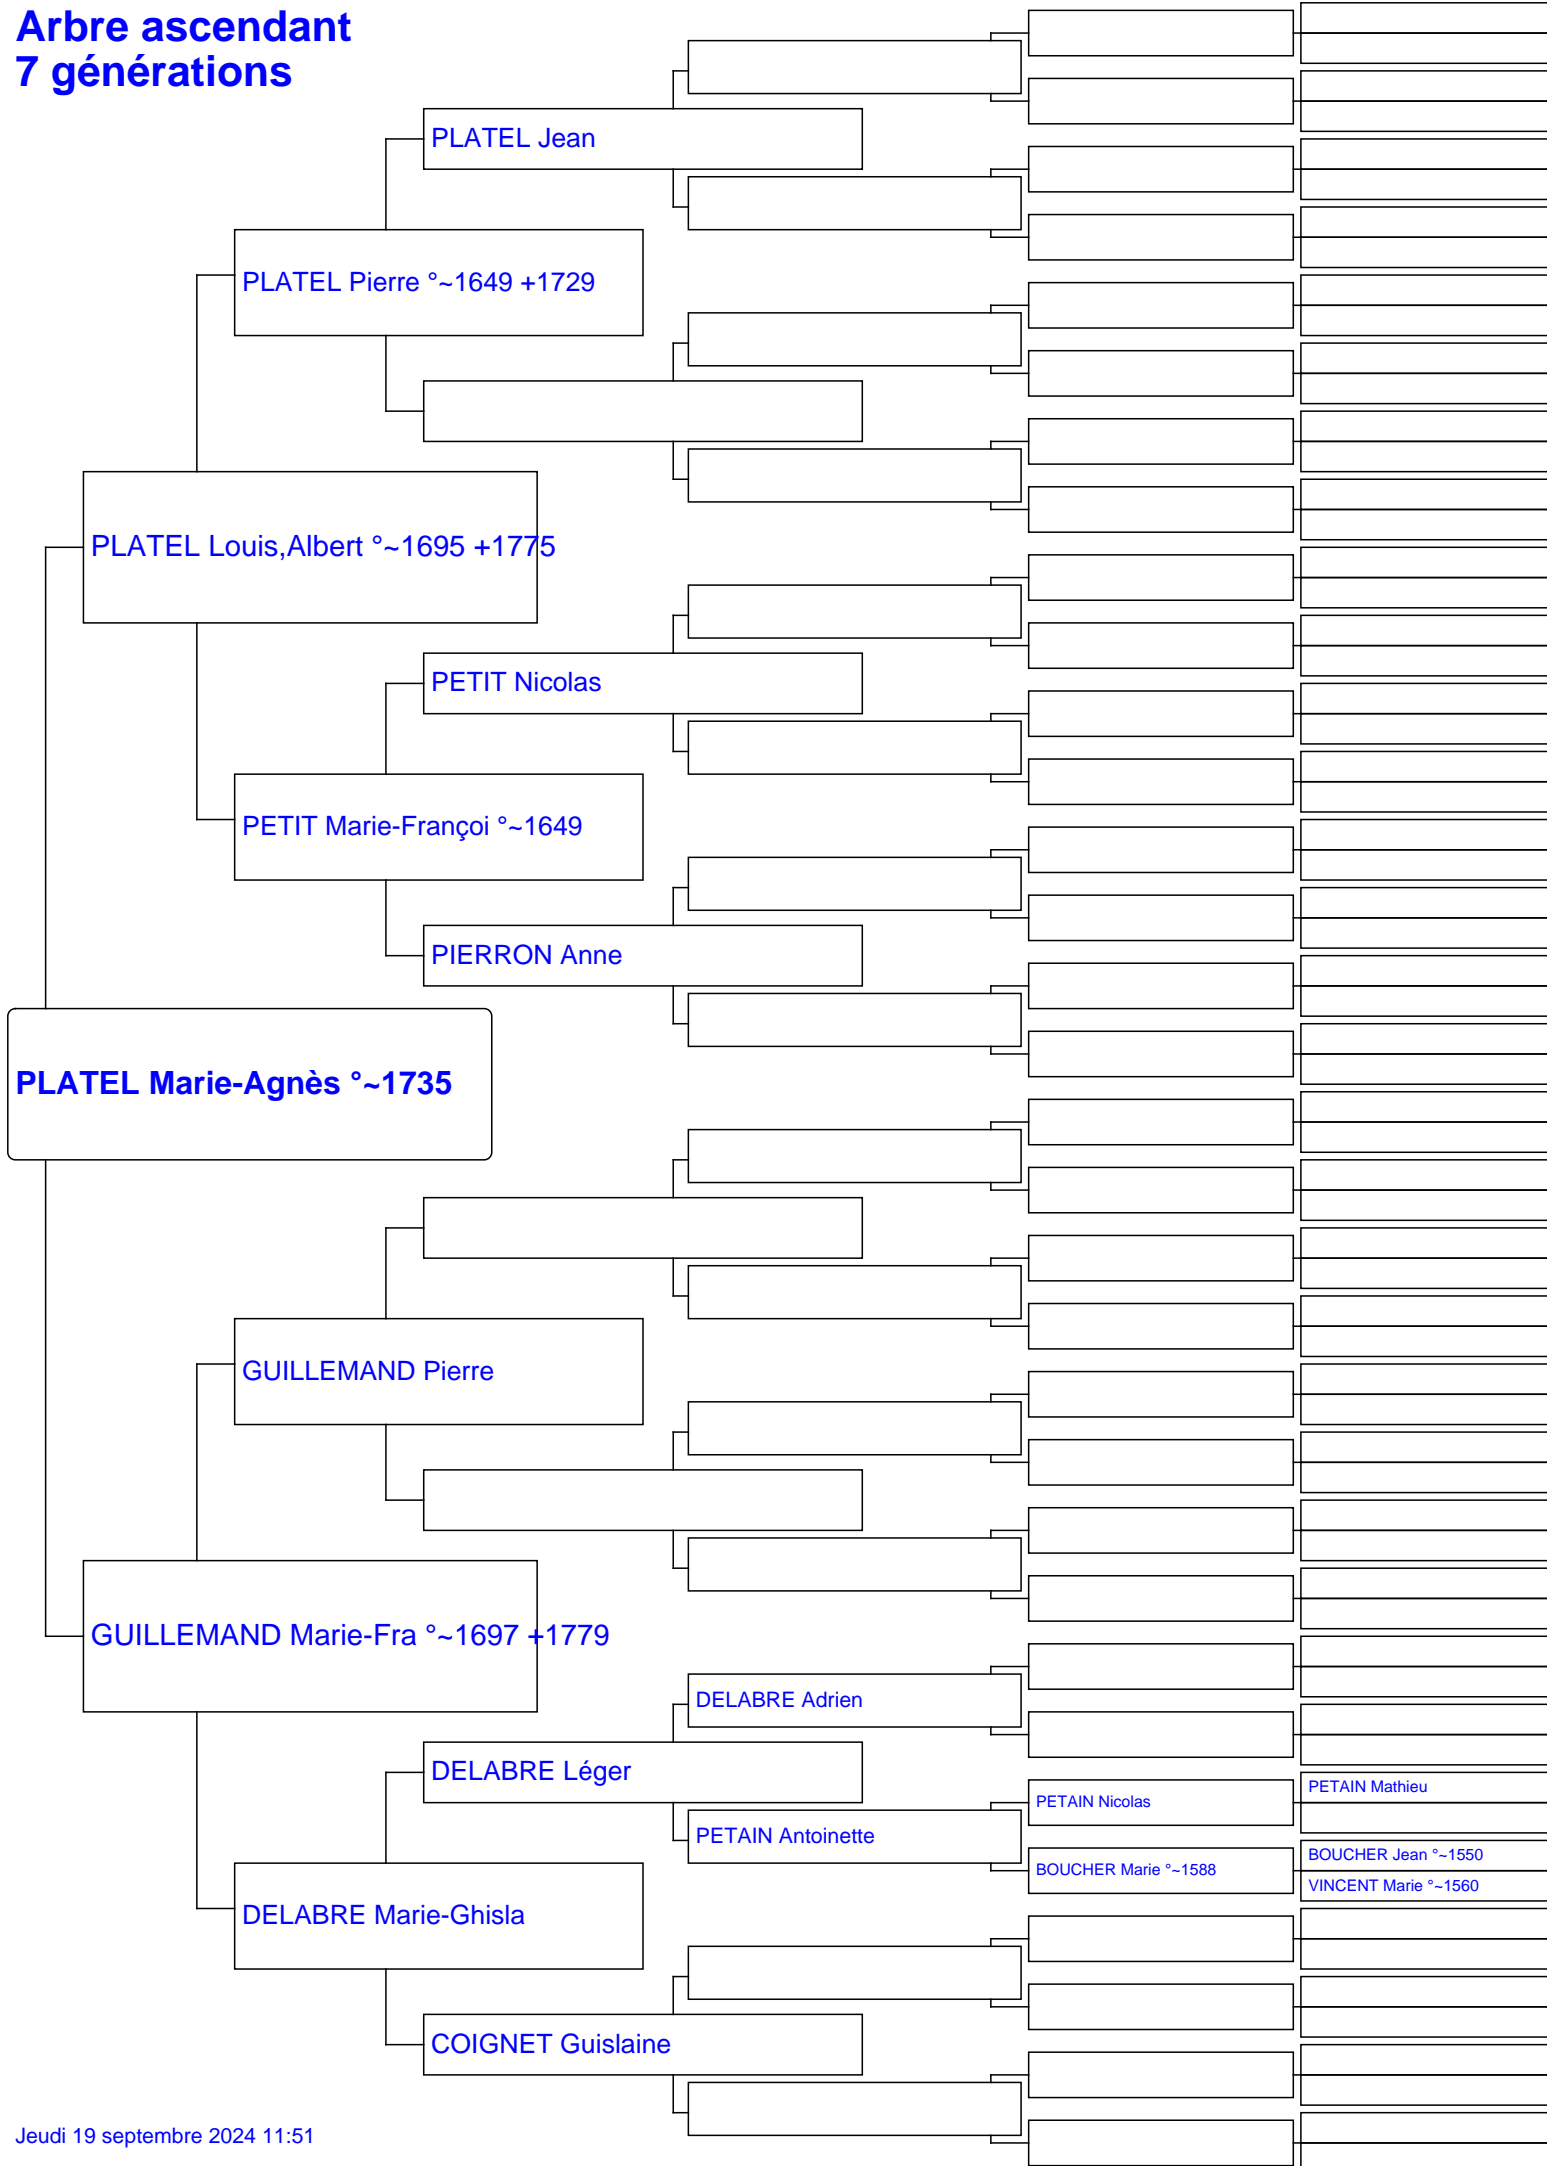 Arbre ascendant
7 générations
PLATEL Jean
PLATEL Pierre °~1649 +1729
PLATEL Louis,Albert °~1695 +1775
PETIT Nicolas
PETIT Marie-Françoi °~1649
PIERRON Anne
PLATEL Marie-Agnès °~1735
GUILLEMAND Pierre
GUILLEMAND Marie-Fra °~1697 +1779
DELABRE Adrien
DELABRE Léger
PETAIN Mathieu
PETAIN Nicolas
PETAIN Antoinette
BOUCHER Jean °~1550
BOUCHER Marie °~1588
VINCENT Marie °~1560
DELABRE Marie-Ghisla
COIGNET Guislaine
Jeudi 19 septembre 2024 11:51